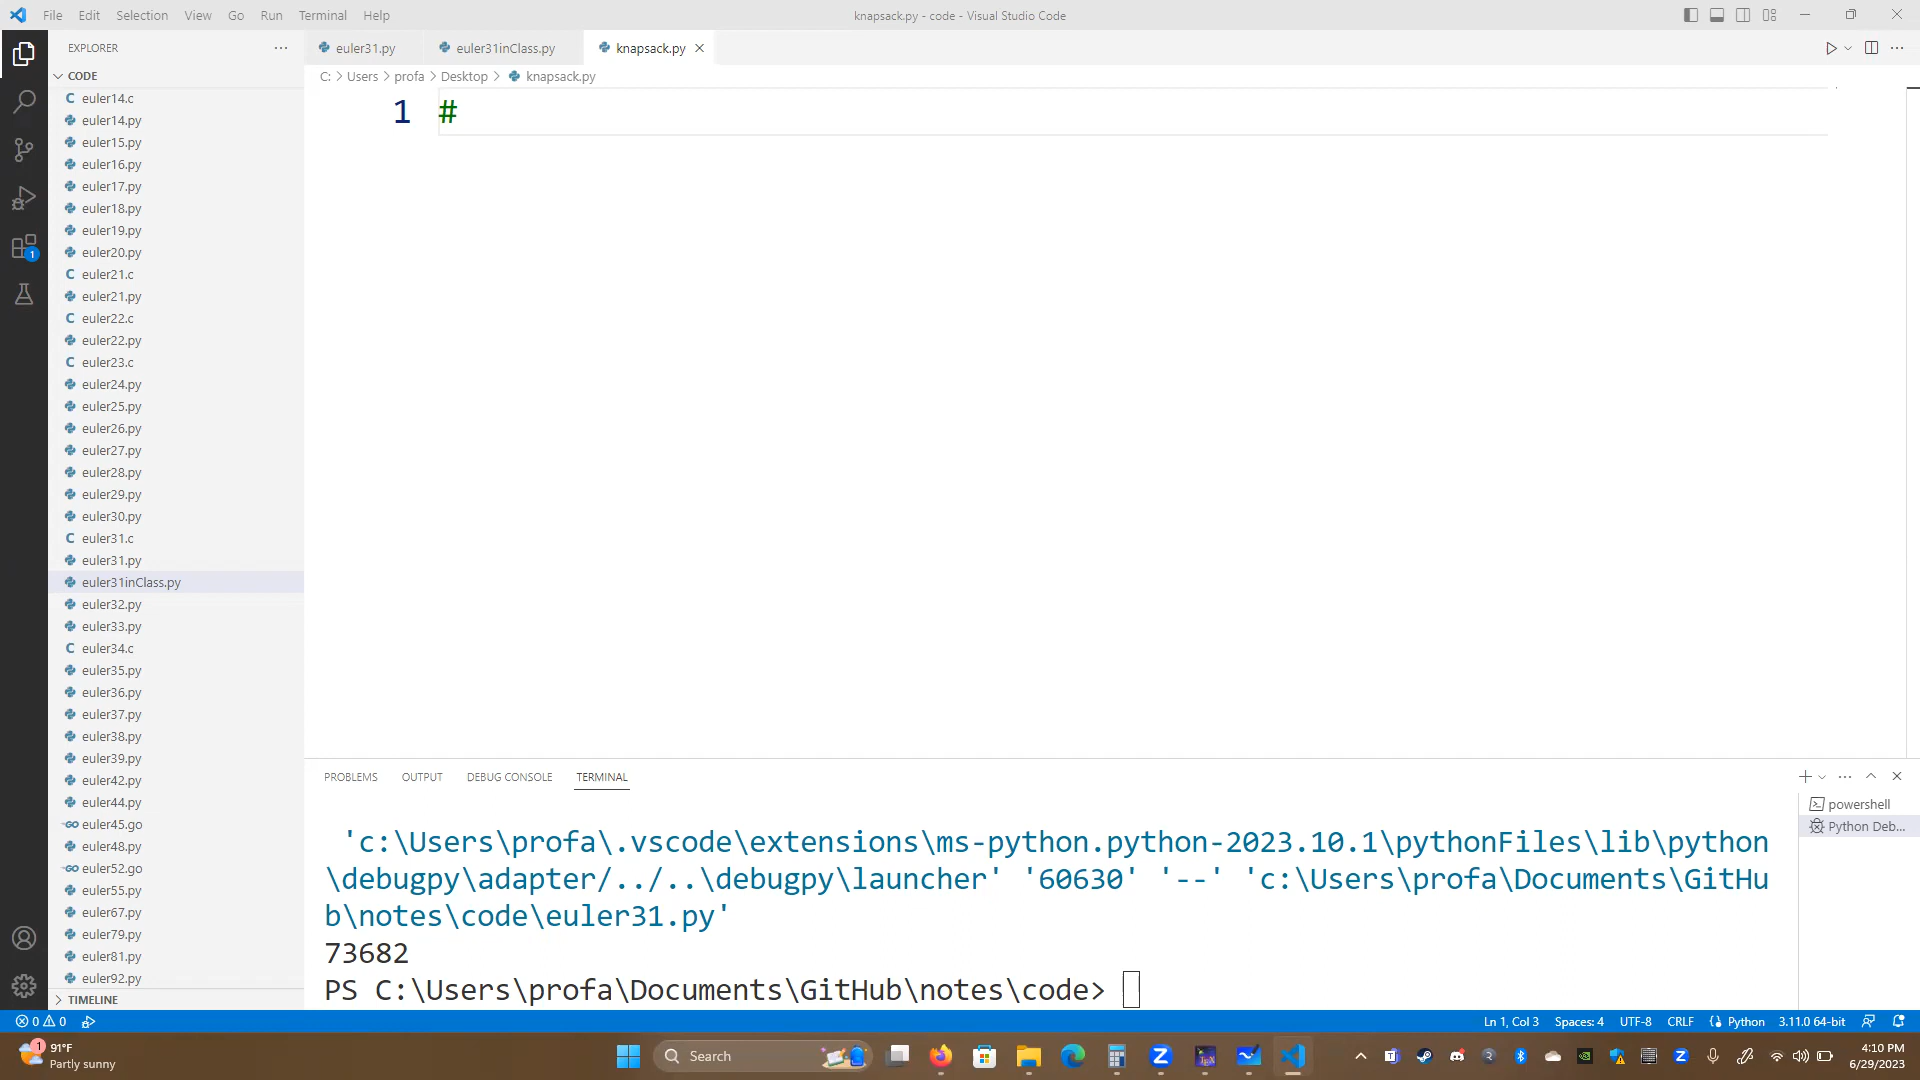 File Edit Selection View Go Run Terminal Help
knapsack.py - code - Visual Studio Code
EXPLORER
CODE
euler14.c
euler14.py
euler15.py
euler16.py
euler17.py
euler18.py
euler19.py
euler20.py
euler21.c
euler21.py
euler22.c
euler22.py
euler23.c
euler24.py
euler25.py
euler26.py
euler27.py
euler28.py
euler29.py
euler30.py
euler31.c
euler31.py
euler31inClass.py
euler32.py
euler33.py
euler34.c
euler35.py
euler36.py
euler37.py
euler38.py
euler39.py
euler42.py
euler44.py
euler45.go
euler48.py
euler52.go
euler55.py
euler67.py
euler79.py
euler81.py
euler92.py
TIMELINE
euler31.py euler31inClass.py knapsack.py
C: > Users > profa > Desktop > knapsack.py
1 #
PROBLEMS OUTPUT DEBUG CONSOLE TERMINAL
'c:\Users\profa\.vscode\extensions\ms-python.python-2023.10.1\pythonFiles\lib\python
\debugpy\adapter/../..\debugpy\launcher' '60630' '--' 'c:\Users\profa\Documents\GitHu
b\notes\code\euler31.py'
73682
PS C:\Users\profa\Documents\GitHub\notes\code>
powershell
Python Deb...
0 0
Ln 1, Col 3 Spaces: 4 UTF-8 CRLF Python 3.11.0 64-bit
91°F
Partly sunny
Search
4:10 PM
6/29/2023